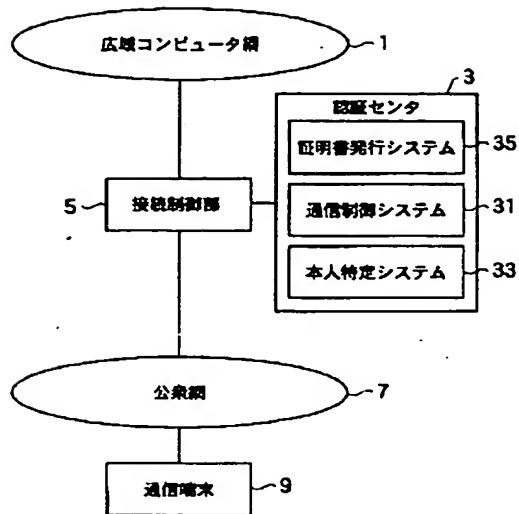 広域コンピュータ網
1
3
認証センタ
証明書発行システム
35
5
接続制御部
通信制御システム
31
本人特定システム
33
公衆網
7
通信端末
9